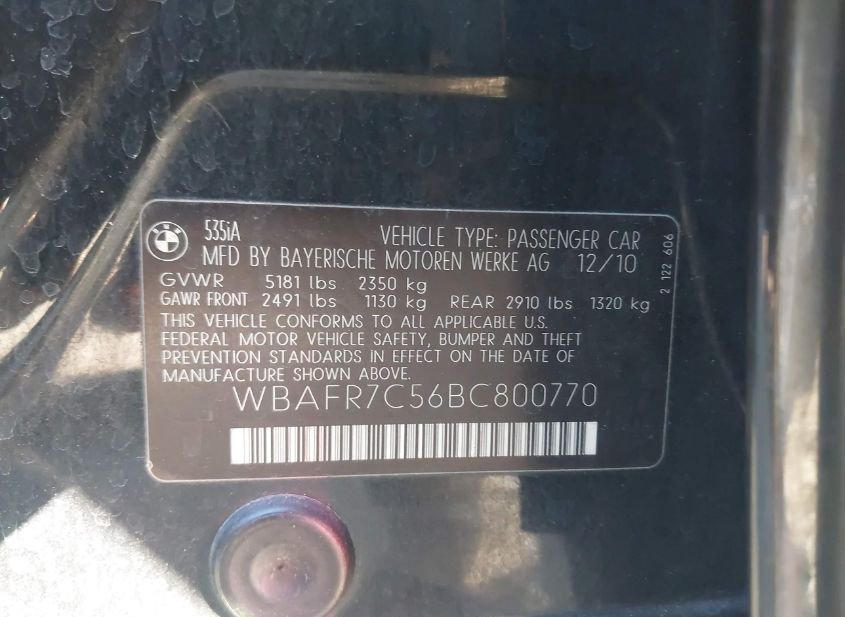 535iA
VEHICLE TYPE: PASSENGER CAR
MFD BY BAYERISCHE MOTOREN WERKE AG 12/10
GVWR 5181 lbs 2350 kg
GAWR FRONT 2491 lbs 1130 kg REAR 2910 lbs 1320 kg
THIS VEHICLE CONFORMS TO ALL APPLICABLE U.S.
FEDERAL MOTOR VEHICLE SAFETY, BUMPER AND THEFT
PREVENTION STANDARDS IN EFFECT ON THE DATE OF
MANUFACTURE SHOWN ABOVE.
WBAFR7C56BC800770
2 122 606